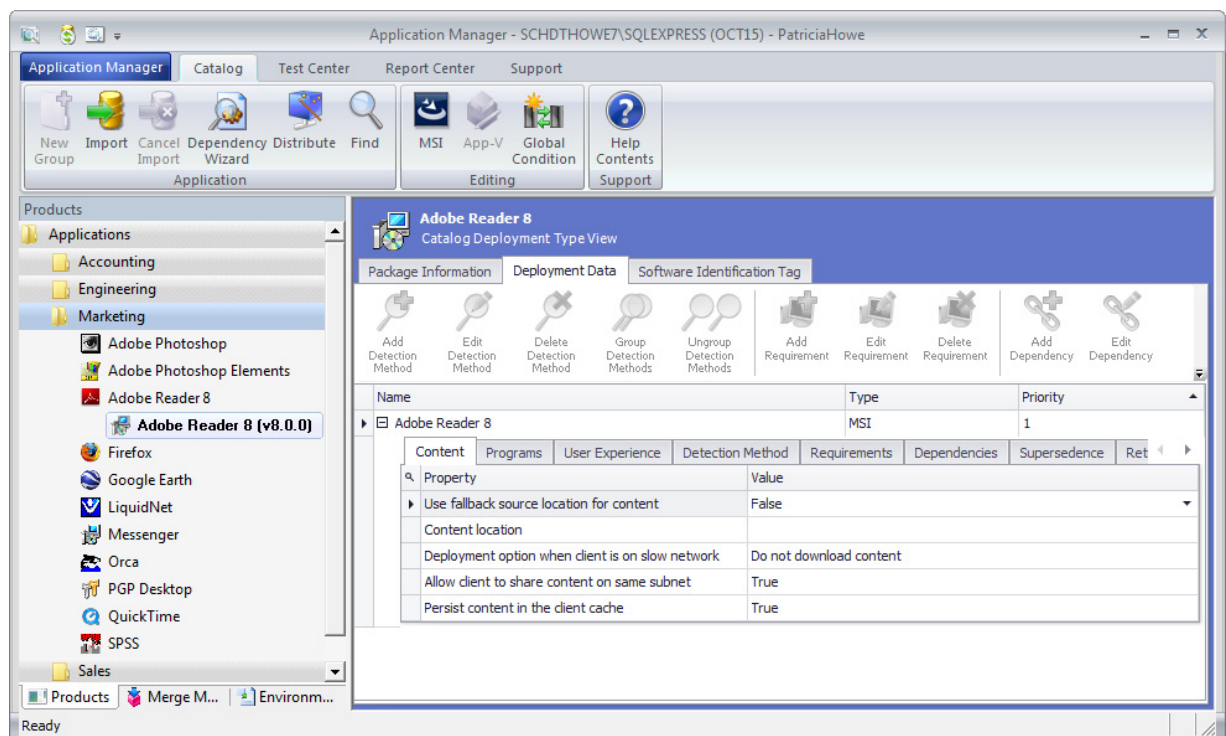 Application Manager - SCHDTHOWE7\SQLEXPRESS (OCT15) - PatriciaHowe
Application Manager Catalog Test Center Report Center Support
New Group Import Cancel Import Dependency Wizard Distribute Find MSI App-V Global Condition Help Contents
Application Editing Support
Products
Applications
Accounting
Engineering
Marketing
Adobe Photoshop
Adobe Photoshop Elements
Adobe Reader 8
Adobe Reader 8 (v8.0.0)
Firefox
Google Earth
LiquidNet
Messenger
Orca
PGP Desktop
QuickTime
SPSS
Sales
Products Merge M... Environm...
Adobe Reader 8
Catalog Deployment Type View
Package Information Deployment Data Software Identification Tag
Add Detection Method Edit Detection Method Delete Detection Method Group Detection Methods Ungroup Detection Methods Add Requirement Edit Requirement Delete Requirement Add Dependency Edit Dependency
Name Type Priority
Adobe Reader 8 MSI 1
Content Programs User Experience Detection Method Requirements Dependencies Supersedence Ret
Property Value
Use fallback source location for content False
Content location
Deployment option when client is on slow network Do not download content
Allow client to share content on same subnet True
Persist content in the client cache True
Ready